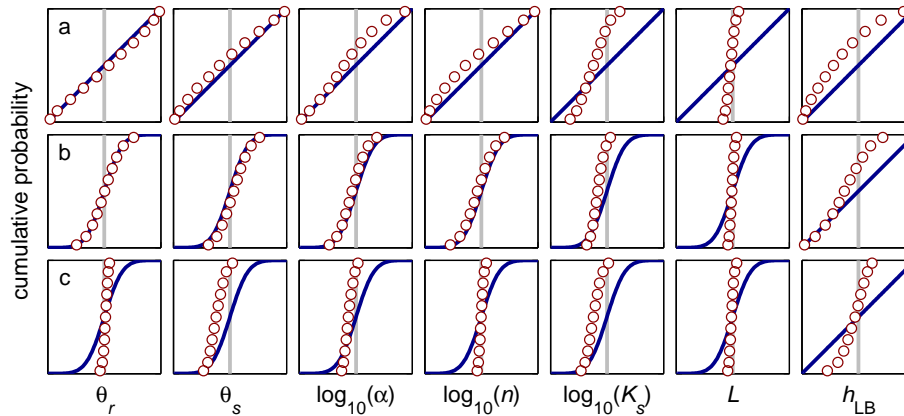 cumulative probability
a
b
c
θr
θs
log10(α)
log10(n)
log10(Ks)
L
hLB